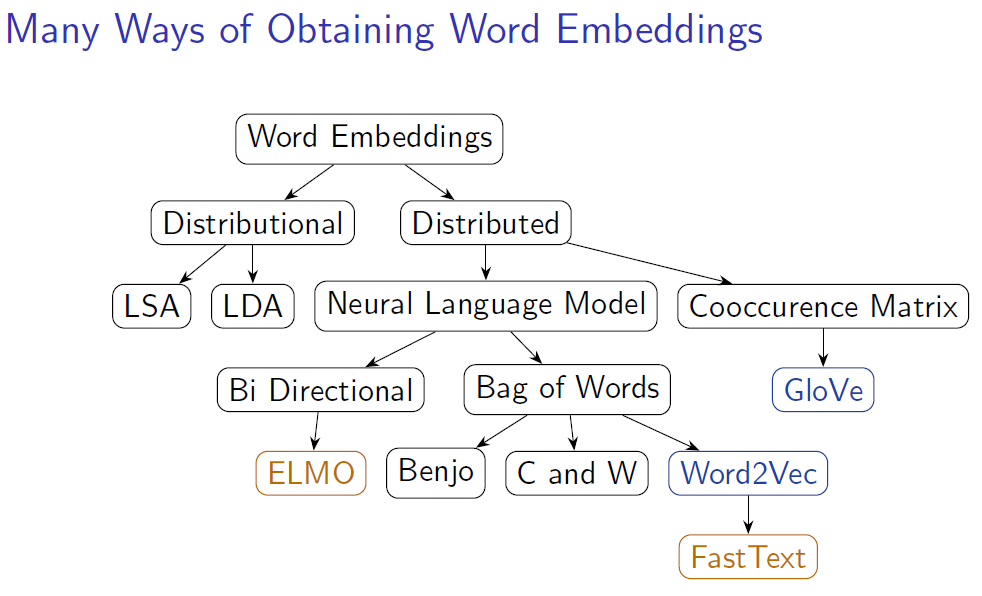 Many Ways of Obtaining Word Embeddings
Word Embeddings
Distributional
Distributed
LSA
LDA
Neural Language Model
Cooccurence Matrix
Bi Directional
Bag of Words
GloVe
ELMO
Benjo
C and W
Word2Vec
FastText